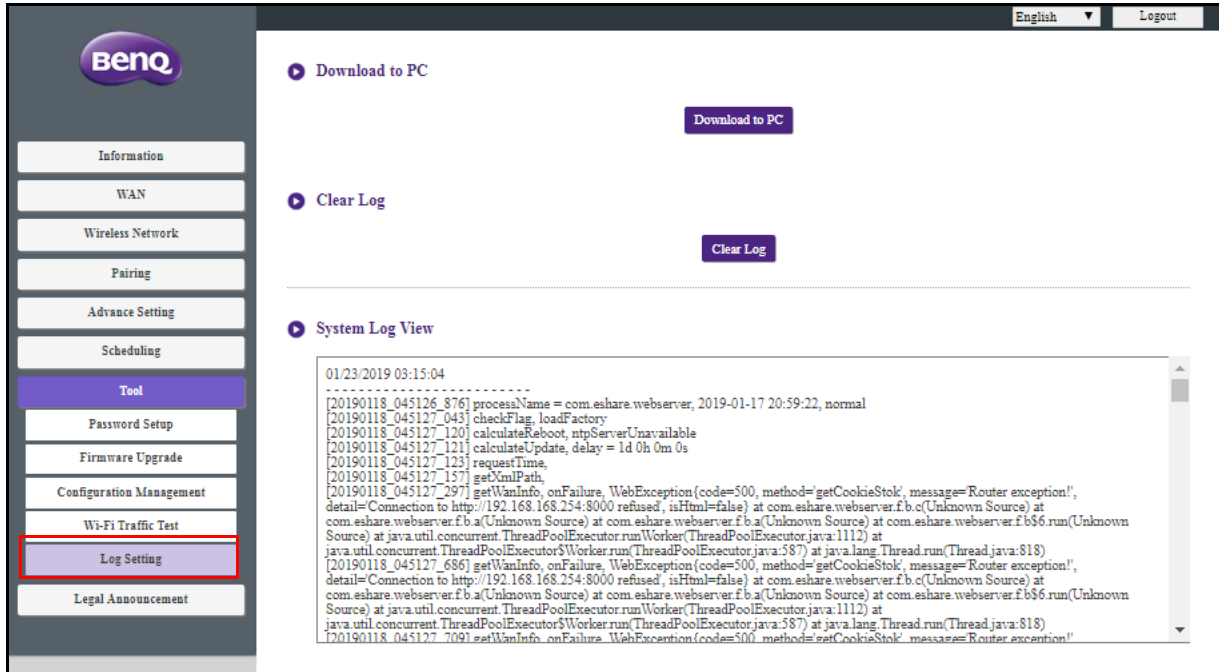 English
Logout
BenQ
Information
WAN
Wireless Network
Pairing
Advance Setting
Scheduling
Tool
Password Setup
Firmware Upgrade
Configuration Management
Wi-Fi Traffic Test
Log Setting
Legal Announcement
Download to PC
Download to PC
Clear Log
Clear Log
System Log View
01/23/2019 03:15:04
- - - - - - - - - - - - - - - - - - - - - - - - - -
[20190118_045126_876] processName = com.eshare.webserver, 2019-01-17 20:59:22, normal
[20190118_045127_043] checkFlag, loadFactory
[20190118_045127_120] calculateReboot, ntpServerUnavailable
[20190118_045127_121] calculateUpdate, delay = 1d 0h 0m 0s
[20190118_045127_123] requestTime,
[20190118_045127_157] getXmlPath,
[20190118_045127_297] getWanInfo, onFailure, WebException{code=500, method='getCookieStok', message='Router exception!',
detail='Connection to http://192.168.168.254:8000 refused', isHtml=false} at com.eshare.webserver.f.b.c(Unknown Source) at
com.eshare.webserver.f.b.a(Unknown Source) at com.eshare.webserver.f.b.a(Unknown Source) at com.eshare.webserver.f.b$6.run(Unknown
Source) at java.util.concurrent.ThreadPoolExecutor.runWorker(ThreadPoolExecutor.java:1112) at
java.util.concurrent.ThreadPoolExecutor$Worker.run(ThreadPoolExecutor.java:587) at java.lang.Thread.run(Thread.java:818)
[20190118_045127_686] getWanInfo, onFailure, WebException{code=500, method='getCookieStok', message='Router exception!',
detail='Connection to http://192.168.168.254:8000 refused', isHtml=false} at com.eshare.webserver.f.b.c(Unknown Source) at
com.eshare.webserver.f.b.a(Unknown Source) at com.eshare.webserver.f.b.a(Unknown Source) at com.eshare.webserver.f.b$6.run(Unknown
Source) at java.util.concurrent.ThreadPoolExecutor.runWorker(ThreadPoolExecutor.java:1112) at
java.util.concurrent.ThreadPoolExecutor$Worker.run(ThreadPoolExecutor.java:587) at java.lang.Thread.run(Thread.java:818)
[20190118_045127_709] getWanInfo, onFailure, WebException{code=500, method='getCookieStok', message='Router exception!',